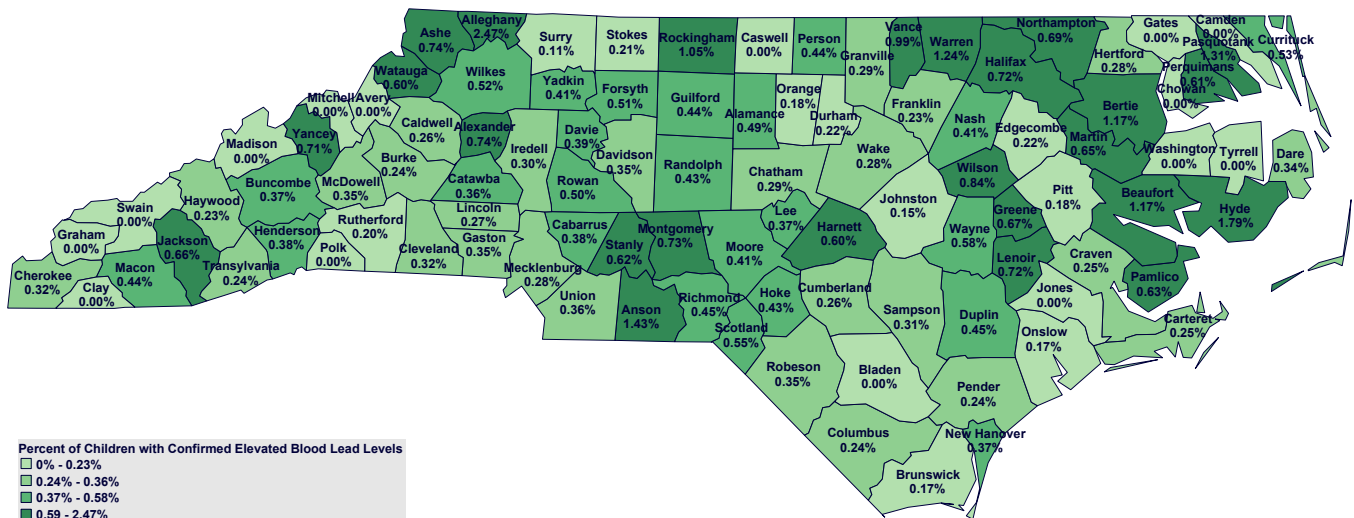 Ashe
0.74%
Alleghany
2.47%
Surry
0.11%
Stokes
0.21%
Rockingham
1.05%
Caswell
0.00%
Person
0.44%
Granville
0.29%
Vance
0.99%
Warren
1.24%
Northampton
0.69%
Halifax
0.72%
Hertford
0.28%
Gates
0.00%
Camden
0.00%
Pasquotank
1.31%
Currituck
0.53%
Perquimans
0.61%
Chowan
0.00%
Watauga
0.60%
Wilkes
0.52%
Yadkin
0.41%
Forsyth
0.51%
Guilford
0.44%
Alamance
0.49%
Orange
0.18%
Durham
0.22%
Franklin
0.23%
Nash
0.41%
Edgecombe
0.22%
Bertie
1.17%
Martin
0.65%
Washington
0.00%
Tyrrell
0.00%
Dare
0.34%
Mitchell
0.00%
Avery
0.00%
Yancey
0.71%
Caldwell
0.26%
Alexander
0.74%
Iredell
0.30%
Davie
0.39%
Davidson
0.35%
Randolph
0.43%
Chatham
0.29%
Wake
0.28%
Wilson
0.84%
Pitt
0.18%
Beaufort
1.17%
Hyde
1.79%
Madison
0.00%
Buncombe
0.37%
McDowell
0.35%
Burke
0.24%
Catawba
0.36%
Rowan
0.50%
Lee
0.37%
Harnett
0.60%
Johnston
0.15%
Wayne
0.58%
Greene
0.67%
Lenoir
0.72%
Craven
0.25%
Pamlico
0.63%
Swain
0.00%
Haywood
0.23%
Graham
0.00%
Jackson
0.66%
Henderson
0.38%
Rutherford
0.20%
Polk
0.00%
Cleveland
0.32%
Lincoln
0.27%
Gaston
0.35%
Mecklenburg
0.28%
Cabarrus
0.38%
Stanly
0.62%
Montgomery
0.73%
Moore
0.41%
Cherokee
0.32%
Clay
0.00%
Macon
0.44%
Transylvania
0.24%
Union
0.36%
Anson
1.43%
Richmond
0.45%
Scotland
0.55%
Hoke
0.43%
Cumberland
0.26%
Sampson
0.31%
Duplin
0.45%
Jones
0.00%
Onslow
0.17%
Carteret
0.25%
Robeson
0.35%
Bladen
0.00%
Pender
0.24%
Columbus
0.24%
New Hanover
0.37%
Brunswick
0.17%
Percent of Children with Confirmed Elevated Blood Lead Levels
0% - 0.23%
0.24% - 0.36%
0.37% - 0.58%
0.59 - 2.47%